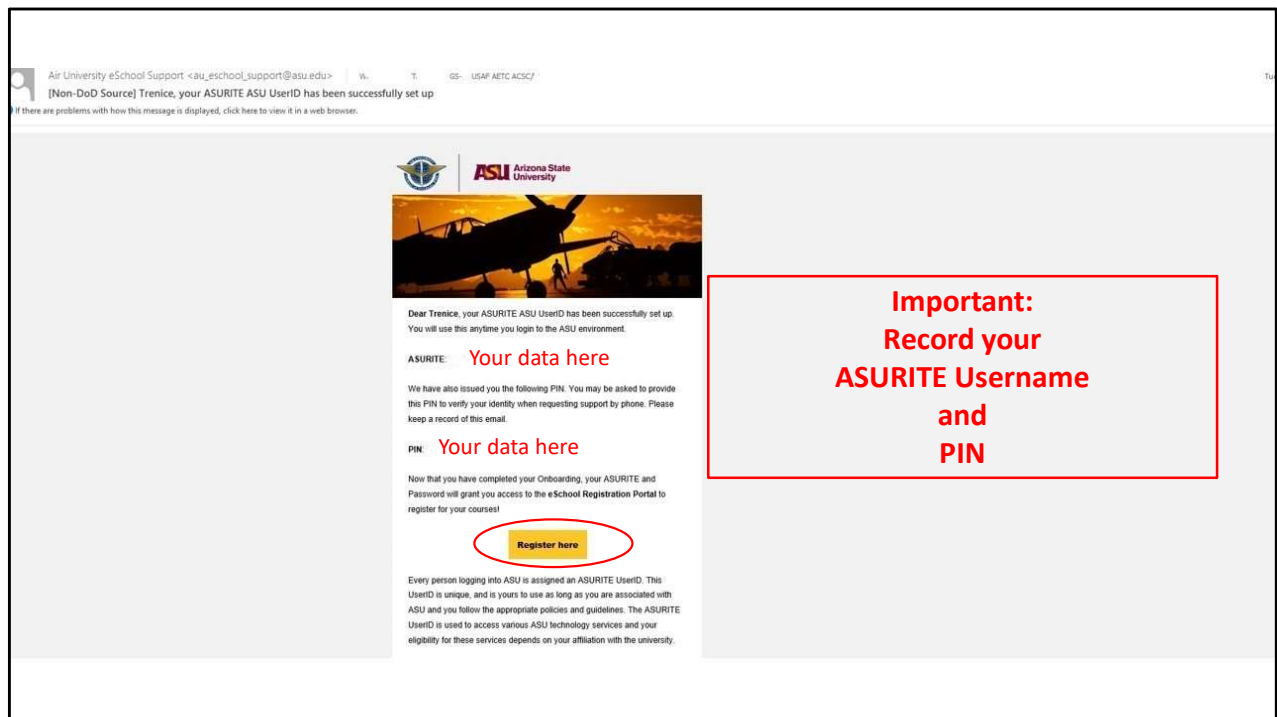 Air University eSchool Support <au_eschool_support@asu.edu> W. T. GS- USAF AETC ACSC/
Tu
[Non-DoD Source] Trenice, your ASURITE ASU UserID has been successfully set up
If there are problems with how this message is displayed, click here to view it in a web browser.
ASU Arizona State
University
Dear Trenice, your ASURITE ASU UserID has been successfully set up.
You will use this anytime you login to the ASU environment.
ASURITE: Your data here
We have also issued you the following PIN. You may be asked to provide
this PIN to verify your identity when requesting support by phone. Please
keep a record of this email.
PIN: Your data here
Now that you have completed your Onboarding, your ASURITE and
Password will grant you access to the eSchool Registration Portal to
register for your courses!
Register here
Every person logging into ASU is assigned an ASURITE UserID. This
UserID is unique, and is yours to use as long as you are associated with
ASU and you follow the appropriate policies and guidelines. The ASURITE
UserID is used to access various ASU technology services and your
eligibility for these services depends on your affiliation with the university.
Important:
Record your
ASURITE Username
and
PIN